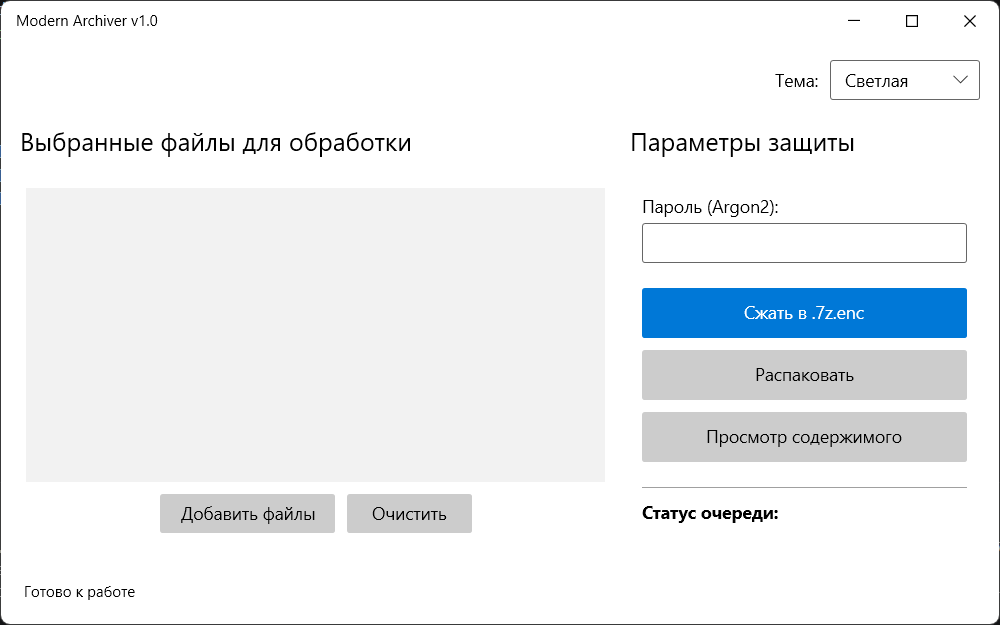 Modern Archiver v1.0
Тема:
Светлая
Выбранные файлы для обработки
Параметры защиты
Пароль (Argon2):
Сжать в .7z.enc
Распаковать
Просмотр содержимого
Добавить файлы
Очистить
Статус очереди:
Готово к работе